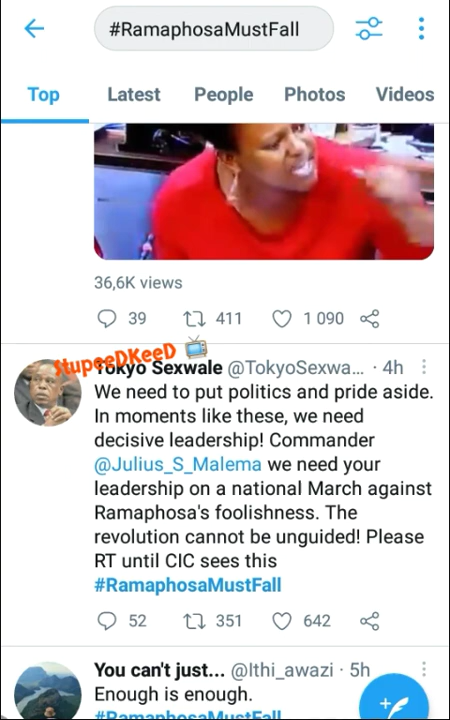 #RamaphosaMustFall
Top Latest People Photos Videos
36,6K views
39 411 1 090
StupeeDKeeD
Tokyo Sexwale @TokyoSexwa... · 4h
We need to put politics and pride aside.
In moments like these, we need
decisive leadership! Commander
@Julius_S_Malema we need your
leadership on a national March against
Ramaphosa's foolishness. The
revolution cannot be unguided! Please
RT until CIC sees this
#RamaphosaMustFall
52 351 642
You can't just... @Ithi_awazi · 5h
Enough is enough.
#RamaphosaMustFall